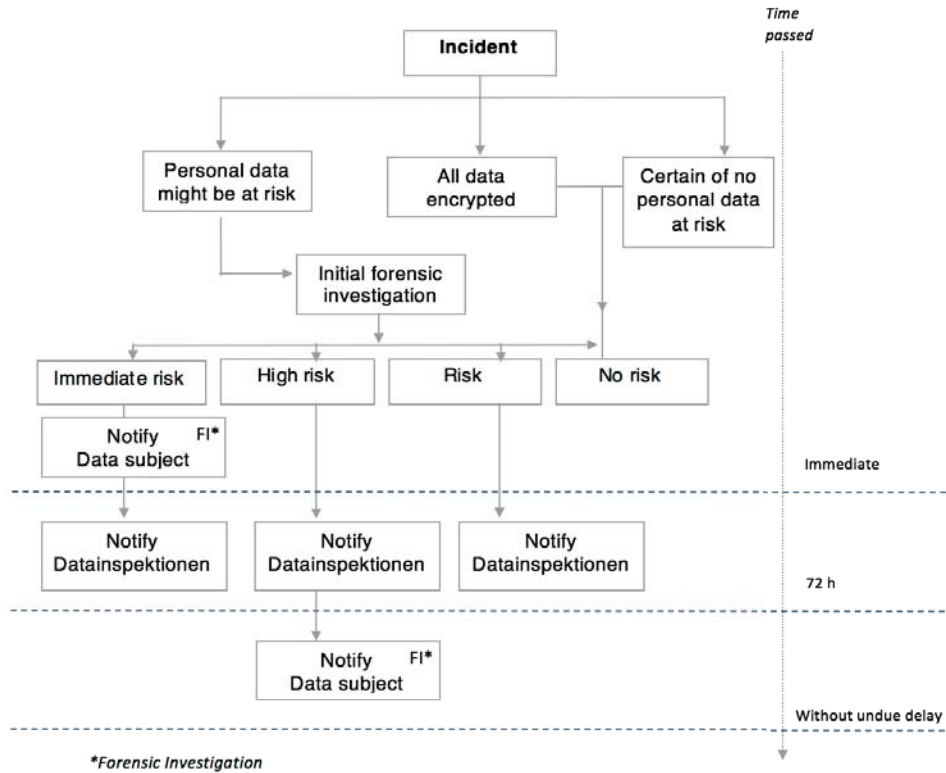 Time
passed
Incident
Personal data
might be at risk
All data
encrypted
Certain of no
personal data
at risk
Initial forensic
investigation
Immediate risk
High risk
Risk
No risk
Notify FI*
Data subject
Immediate
Notify
Datainspektionen
Notify
Datainspektionen
Notify
Datainspektionen
72 h
Notify FI*
Data subject
Without undue delay
*Forensic Investigation